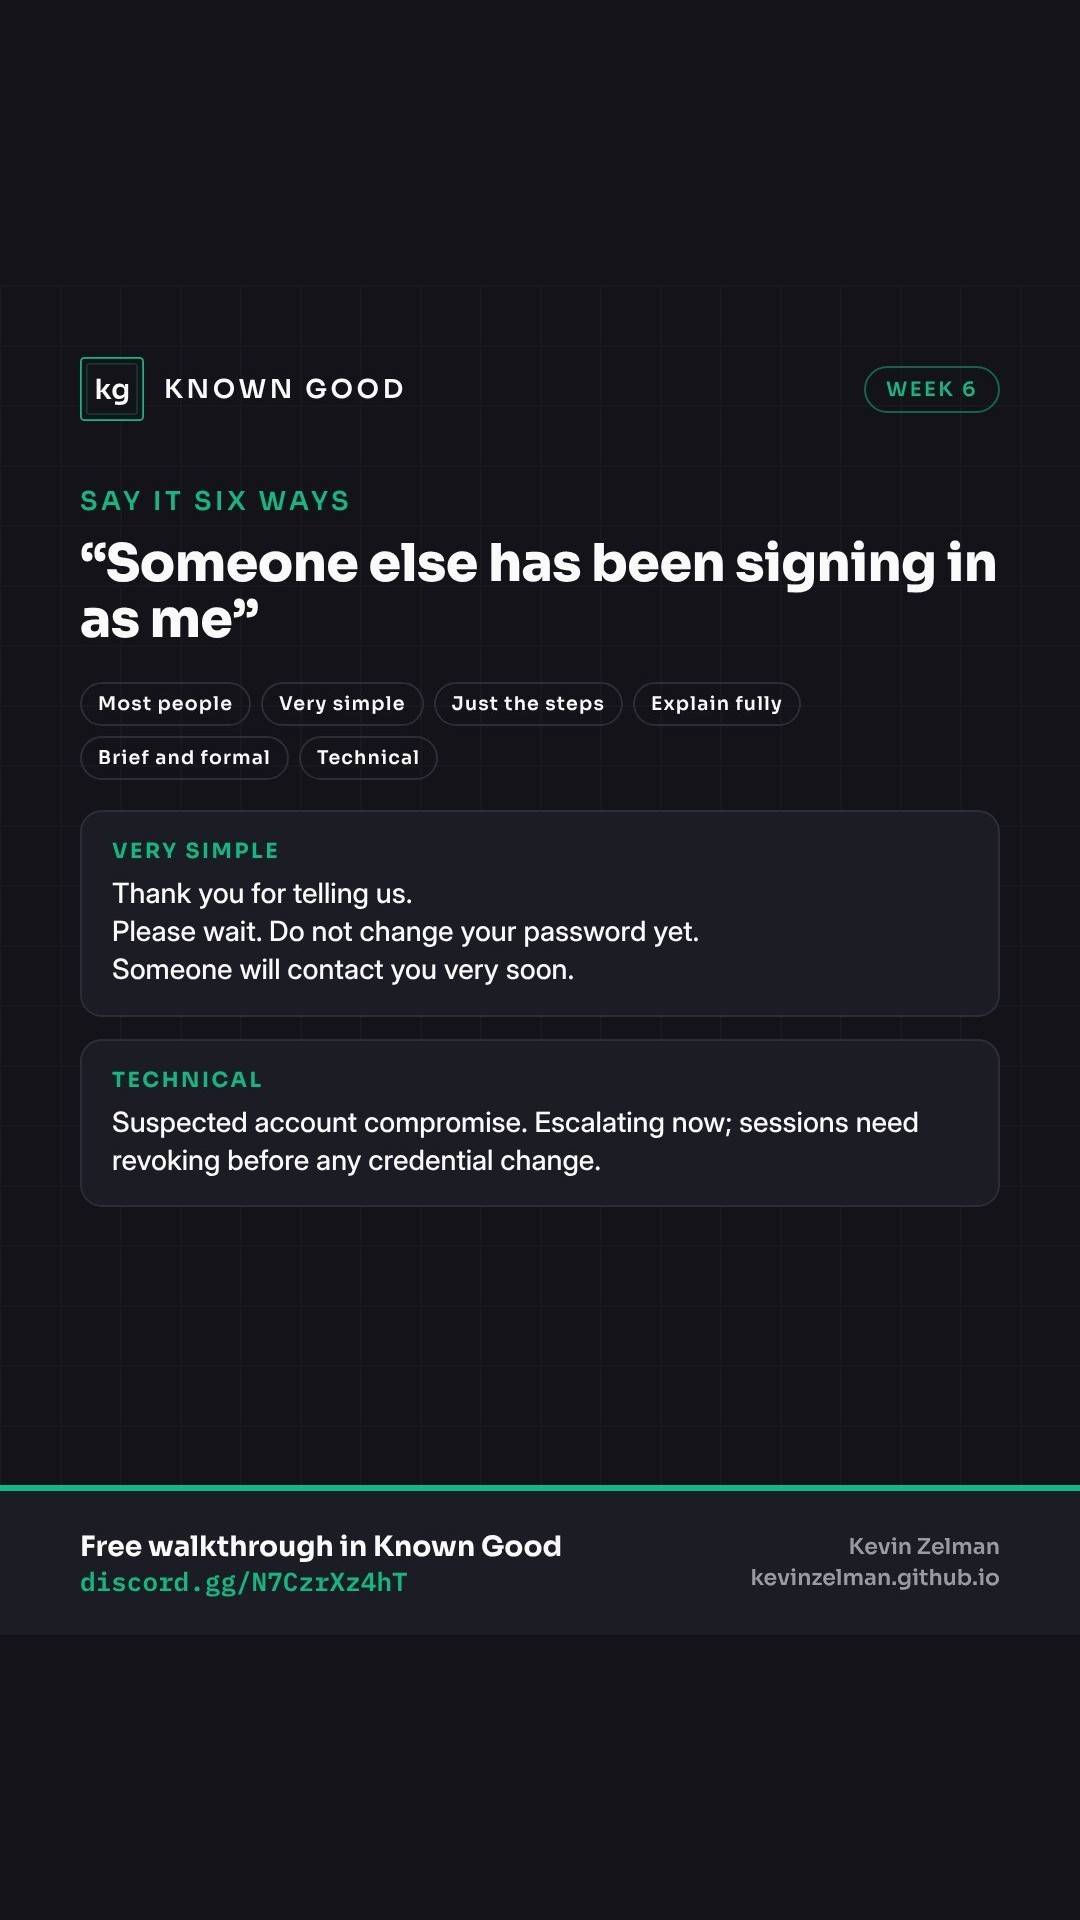 kg KNOWN GOOD
WEEK 6
SAY IT SIX WAYS
“Someone else has been signing in
as me”
Most people
Very simple
Just the steps
Explain fully
Brief and formal
Technical
VERY SIMPLE
Thank you for telling us.
Please wait. Do not change your password yet.
Someone will contact you very soon.
TECHNICAL
Suspected account compromise. Escalating now; sessions need
revoking before any credential change.
Free walkthrough in Known Good
discord.gg/N7CzrXz4hT
Kevin Zelman
kevinzelman.github.io